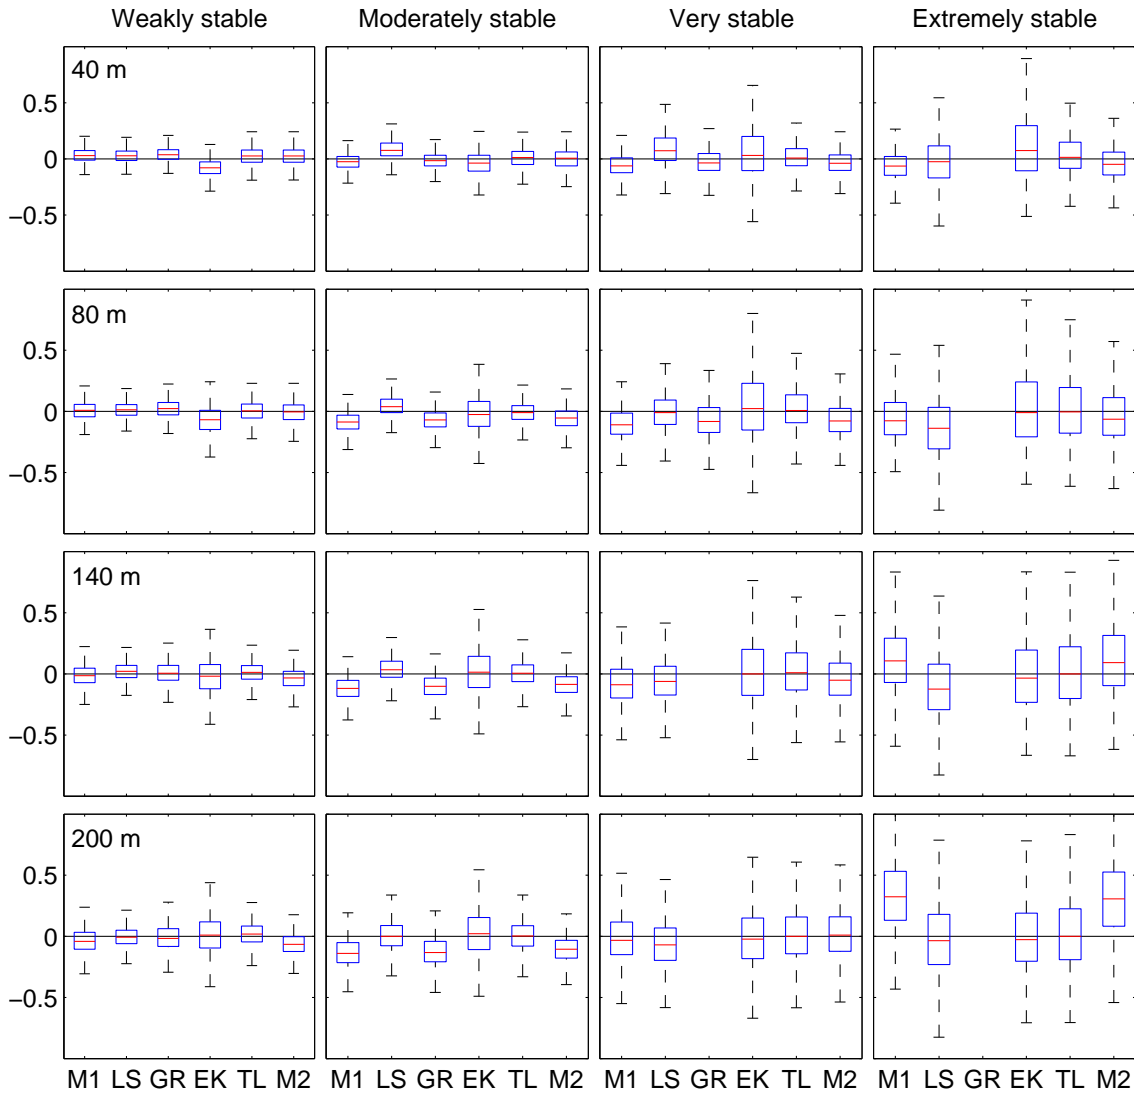 Weakly stable Moderately stable Very stable Extremely stable
40 m
0.5
0
−0.5
80 m
0.5
0
−0.5
140 m
0.5
0
−0.5
200 m
0.5
0
−0.5
M1 LS GR EK TL M2 M1 LS GR EK TL M2 M1 LS GR EK TL M2 M1 LS GR EK TL M2